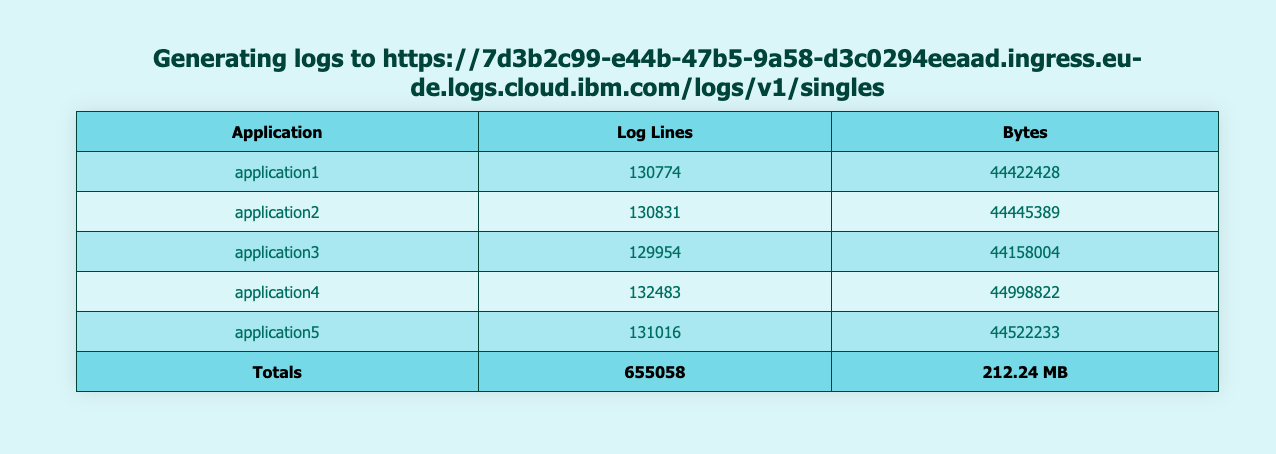 Generating logs to https://7d3b2c99-e44b-47b5-9a58-d3c0294eeaad.ingress.eu-
de.logs.cloud.ibm.com/logs/v1/singles
Application Log Lines Bytes
application1 130774 44422428
application2 130831 44445389
application3 129954 44158004
application4 132483 44998822
application5 131016 44522233
Totals 655058 212.24 MB